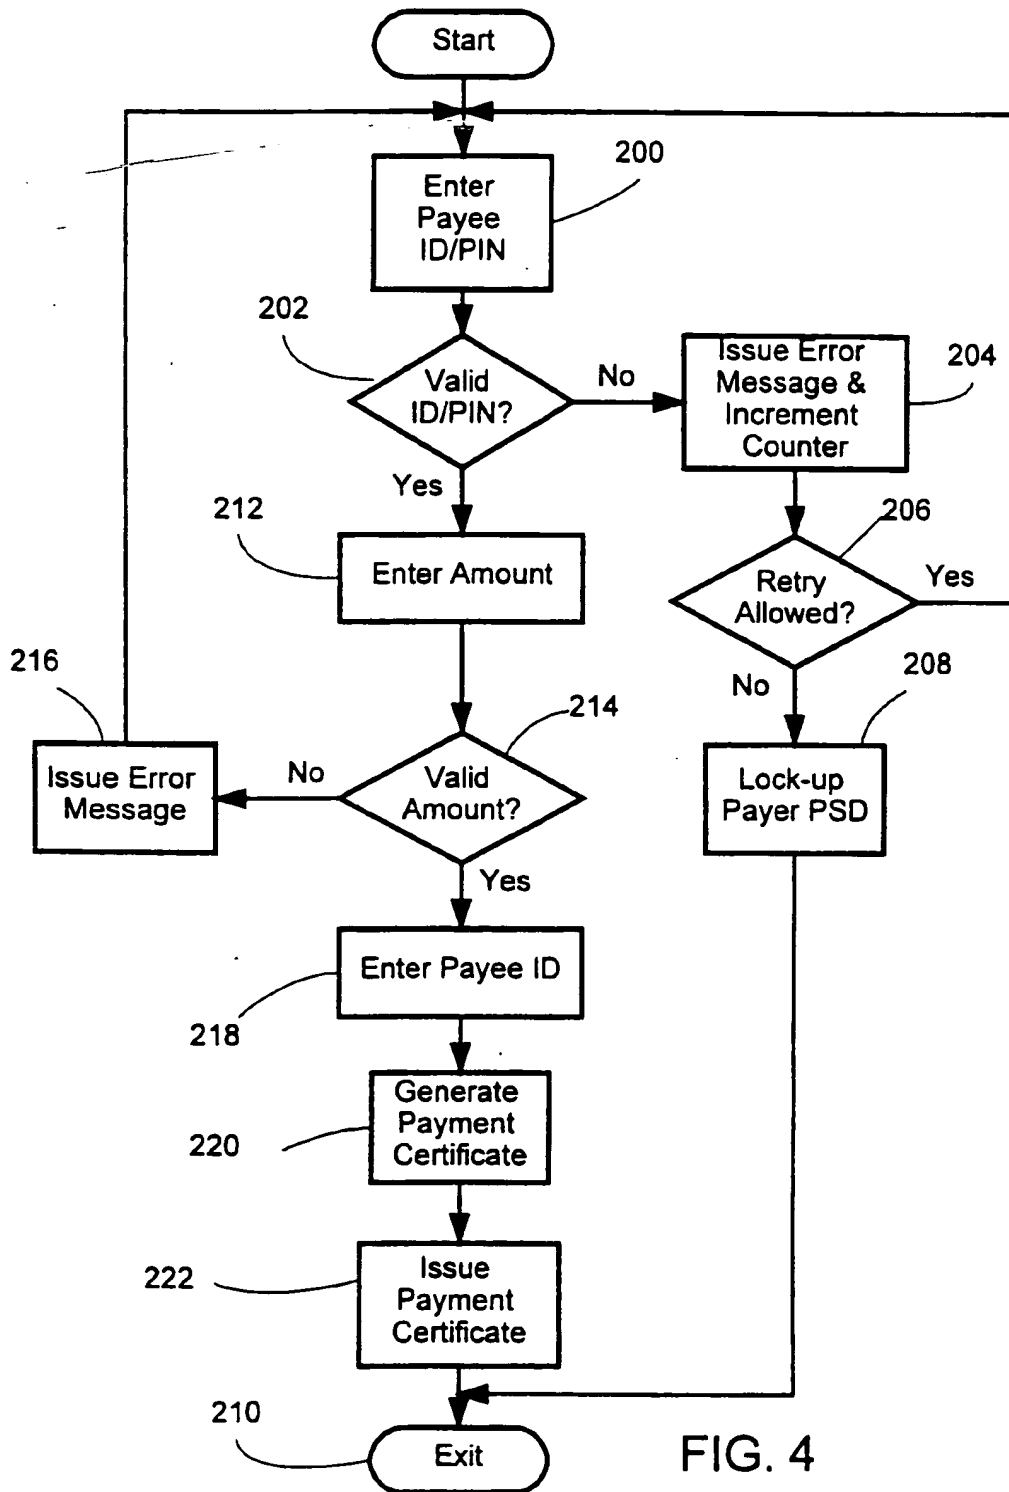 Start
200
Enter
Payee
ID/PIN
202
Valid
ID/PIN?
No
Issue Error
Message &
Increment
Counter
204
Yes
212
Enter Amount
206
Retry
Allowed?
Yes
216
Issue Error
Message
No
214
Valid
Amount?
No
208
Lock-up
Payer PSD
Yes
Enter Payee ID
218
Generate
Payment
Certificate
220
Issue
Payment
Certificate
222
210
Exit
FIG. 4